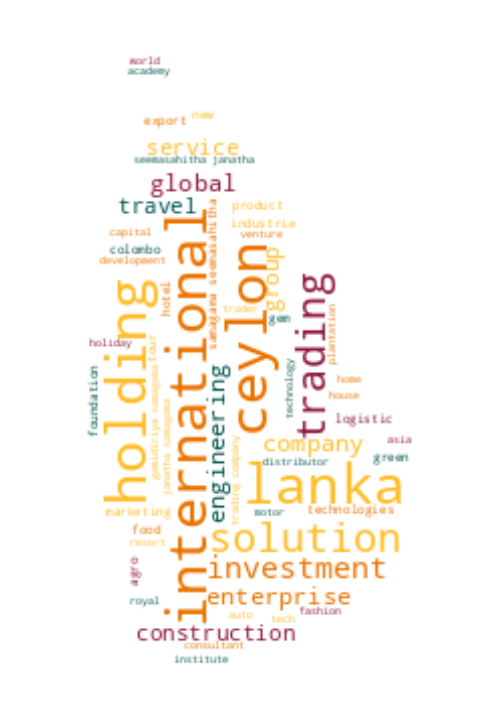 world
academy
new
export
service
seemasahitha janatha
global
travel
product
industrie
capital
venture
colombo
development
group
samagama seemasahitha
international
ceylon
hotel
trader
gem
trading
plantation
holding
holiday
tour
gamidiriya samagama
janatha samagama
foundation
engineering
technology
home
house
logistic
asia
company
green
distributor
trading company
lanka
marketing
motor
technologies
food
solution
resort
agro
investment
royal
enterprise
fashion
auto
tech
construction
consultant
institute